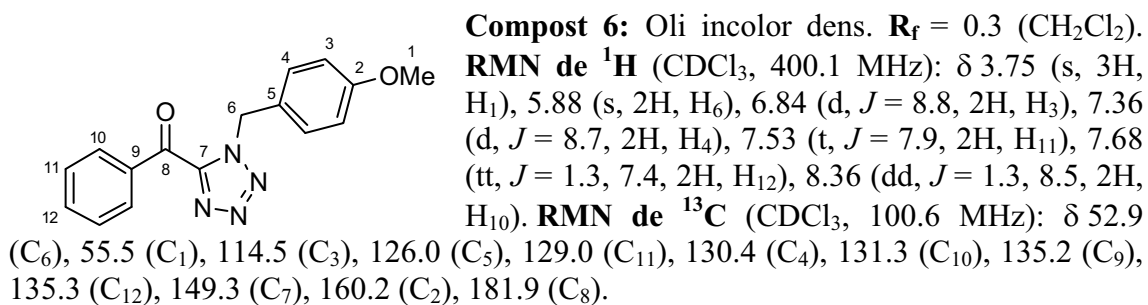 Compost 6: Oli incolor dens. Rf = 0.3 (CH2Cl2).
RMN de 1H (CDCl3, 400.1 MHz): δ 3.75 (s, 3H,
H1), 5.88 (s, 2H, H6), 6.84 (d, J = 8.8, 2H, H3), 7.36
(d, J = 8.7, 2H, H4), 7.53 (t, J = 7.9, 2H, H11), 7.68
(tt, J = 1.3, 7.4, 2H, H12), 8.36 (dd, J = 1.3, 8.5, 2H,
H10). RMN de 13C (CDCl3, 100.6 MHz): δ 52.9
(C6), 55.5 (C1), 114.5 (C3), 126.0 (C5), 129.0 (C11), 130.4 (C4), 131.3 (C10), 135.2 (C9),
135.3 (C12), 149.3 (C7), 160.2 (C2), 181.9 (C8).
3 1
4 2 OMe
6 5
O
10 9 8 7 N
11 N
12 N N